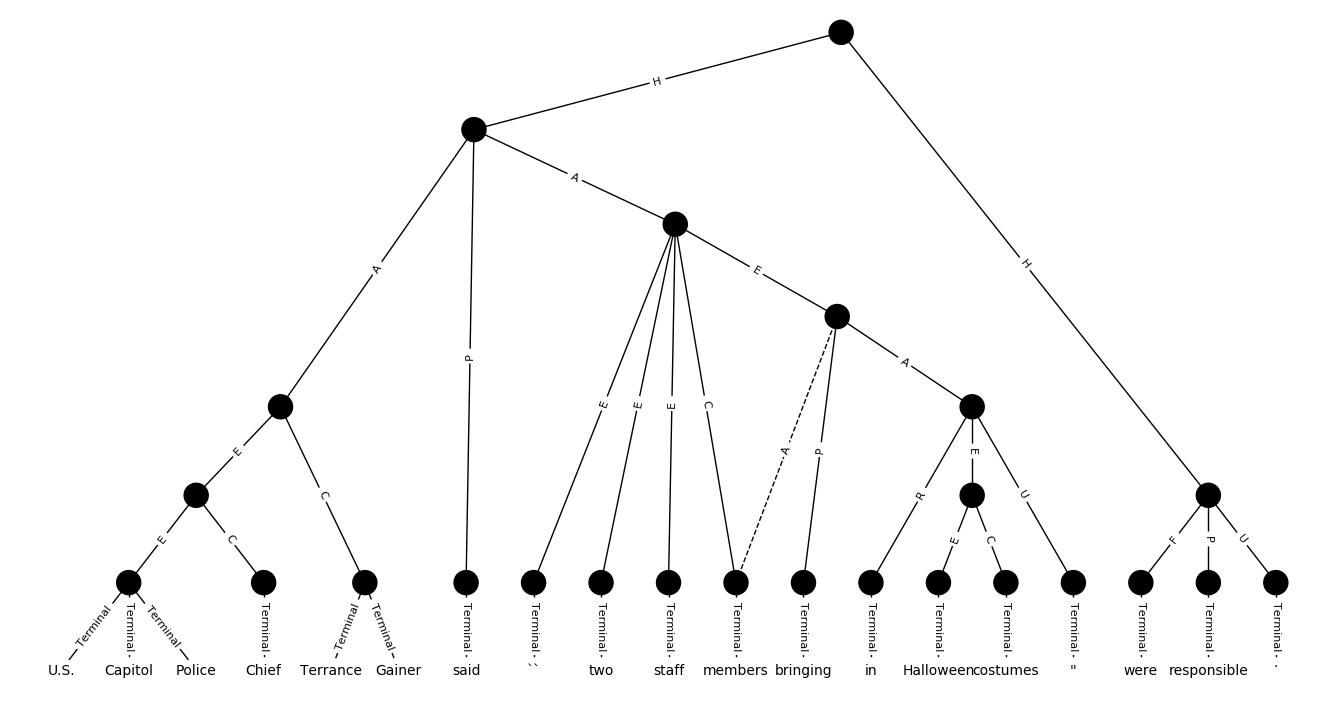 H
A
A
H
E
A
P
A
E
E
E
C
E
C
A
P
E
R
E
U
E
C
E
C
F
P
U
Terminal Terminal Terminal Terminal Terminal Terminal Terminal Terminal Terminal Terminal Terminal Terminal Terminal Terminal Terminal Terminal Terminal Terminal Terminal
U.S. Capitol Police Chief Terrance Gainer said `` two staff members bringing in Halloween costumes " were responsible .